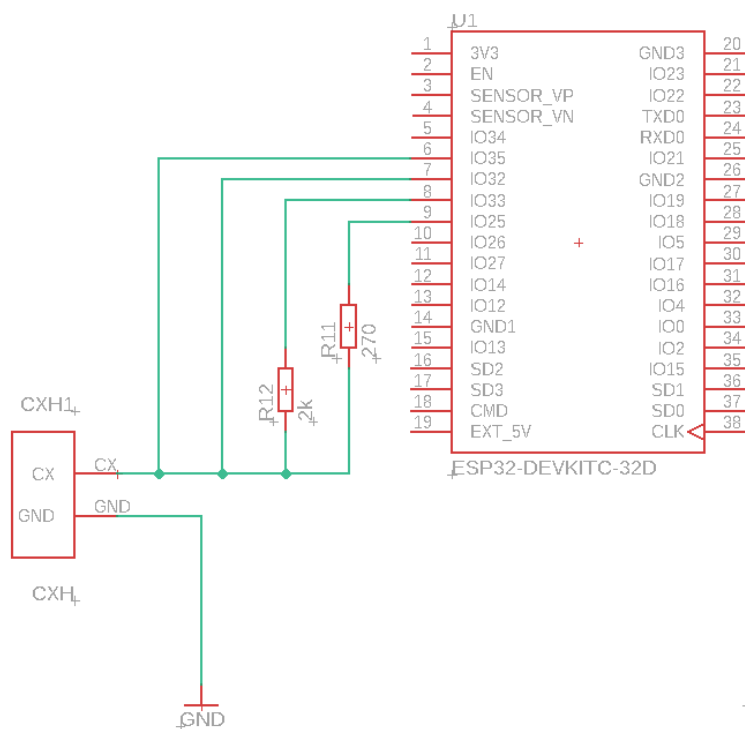 U1
1 3V3 GND3 20
2 EN IO23 21
3 SENSOR_VP IO22 22
4 SENSOR_VN TXD0 23
5 IO34 RXD0 24
6 IO35 IO21 25
7 IO32 GND2 26
8 IO33 IO19 27
9 IO25 IO18 28
10 IO26 IO5 29
11 IO27 IO17 30
12 IO14 IO16 31
13 IO12 IO4 32
14 GND1 IO0 33
15 IO13 IO2 34
16 SD2 IO15 35
17 SD3 SD1 36
18 CMD SD0 37
19 EXT_5V CLK 38
ESP32-DEVKITC-32D
R11
270
R12
2k
CXH1
CX CX
GND GND
CXH
GND